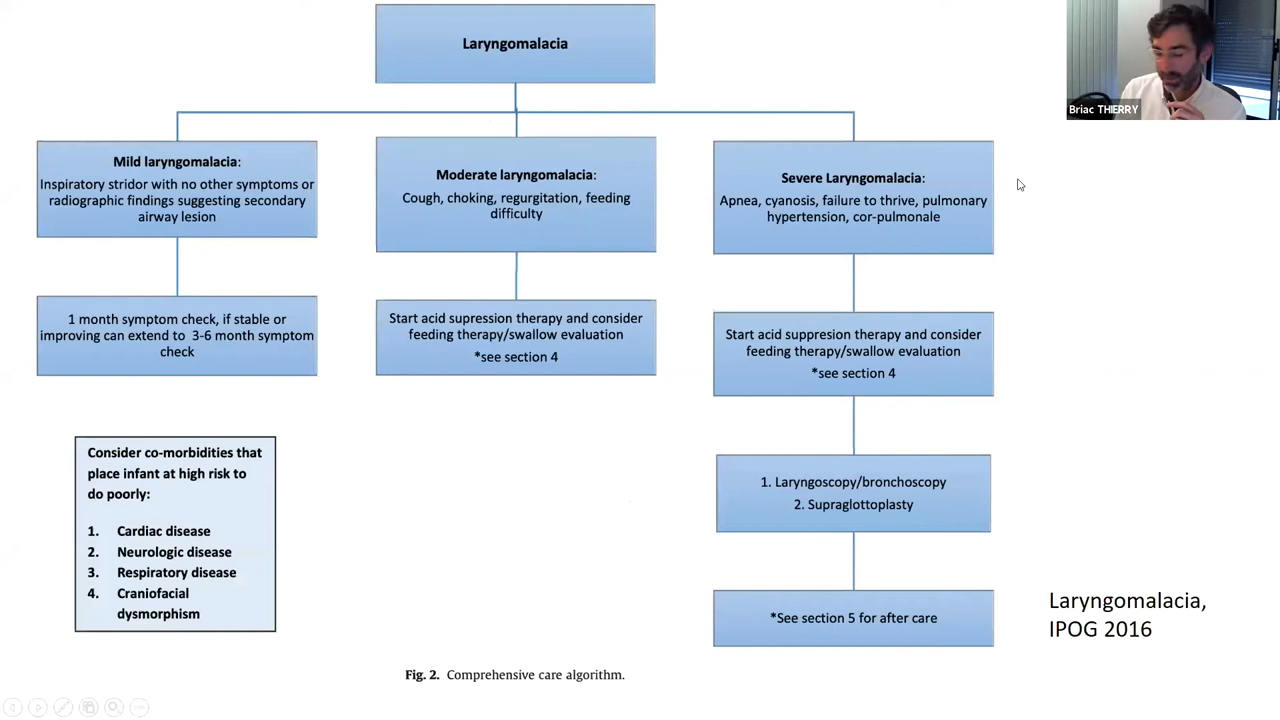 Laryngomalacia
Briac THIERRY
Mild laryngomalacia:
Inspiratory stridor with no other symptoms or
radiographic findings suggesting secondary
airway lesion
Moderate laryngomalacia:
Cough, choking, regurgitation, feeding
difficulty
Severe Laryngomalacia:
Apnea, cyanosis, failure to thrive, pulmonary
hypertension, cor-pulmonale
1 month symptom check, if stable or
improving can extend to 3-6 month symptom
check
Start acid supression therapy and consider
feeding therapy/swallow evaluation
*see section 4
Start acid suppresion therapy and consider
feeding therapy/swallow evaluation
*see section 4
Consider co-morbidities that
place infant at high risk to
do poorly:
1. Cardiac disease
2. Neurologic disease
3. Respiratory disease
4. Craniofacial
dysmorphism
1. Laryngoscopy/bronchoscopy
2. Supraglottoplasty
*See section 5 for after care
Laryngomalacia,
IPOG 2016
Fig. 2. Comprehensive care algorithm.